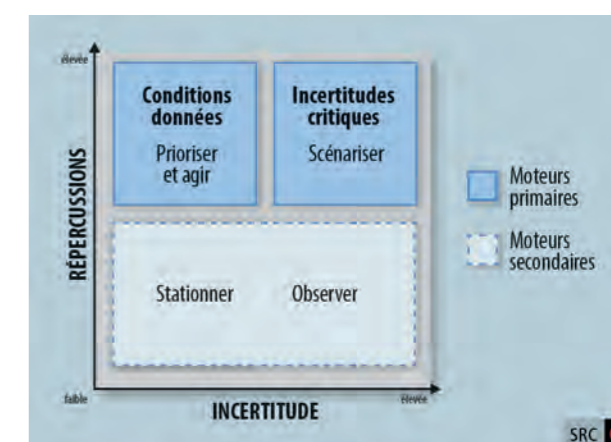 élevée
Conditions
données
Prioriser
et agir
Incertitudes
critiques
Scénariser
RÉPERCUSSIONS
Moteurs
primaires
Moteurs
secondaires
Stationner
Observer
faible
élevée
INCERTITUDE
SRC